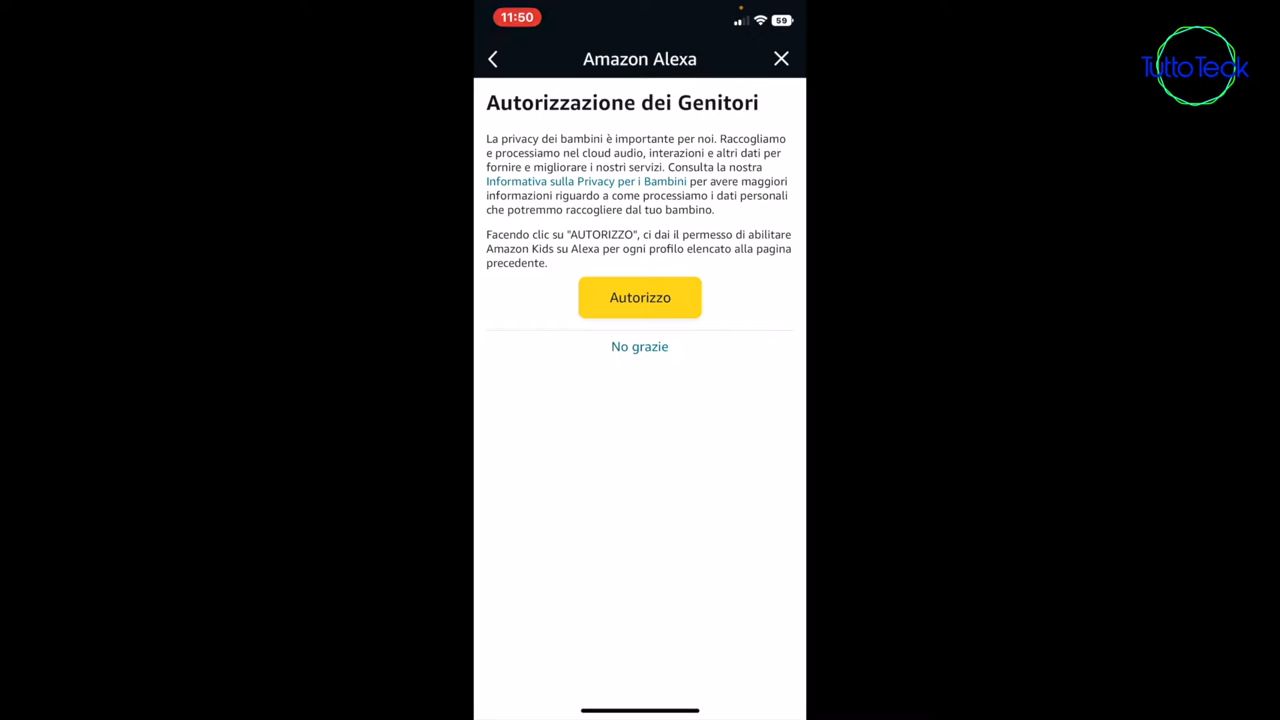 11:50
59
Amazon Alexa
TuttoTeck
Autorizzazione dei Genitori
La privacy dei bambini è importante per noi. Raccogliamo
e processiamo nel cloud audio, interazioni e altri dati per
fornire e migliorare i nostri servizi. Consulta la nostra
Informativa sulla Privacy per i Bambini per avere maggiori
informazioni riguardo a come processiamo i dati personali
che potremmo raccogliere dal tuo bambino.
Facendo clic su "AUTORIZZO", ci dai il permesso di abilitare
Amazon Kids su Alexa per ogni profilo elencato alla pagina
precedente.
Autorizzo
No grazie